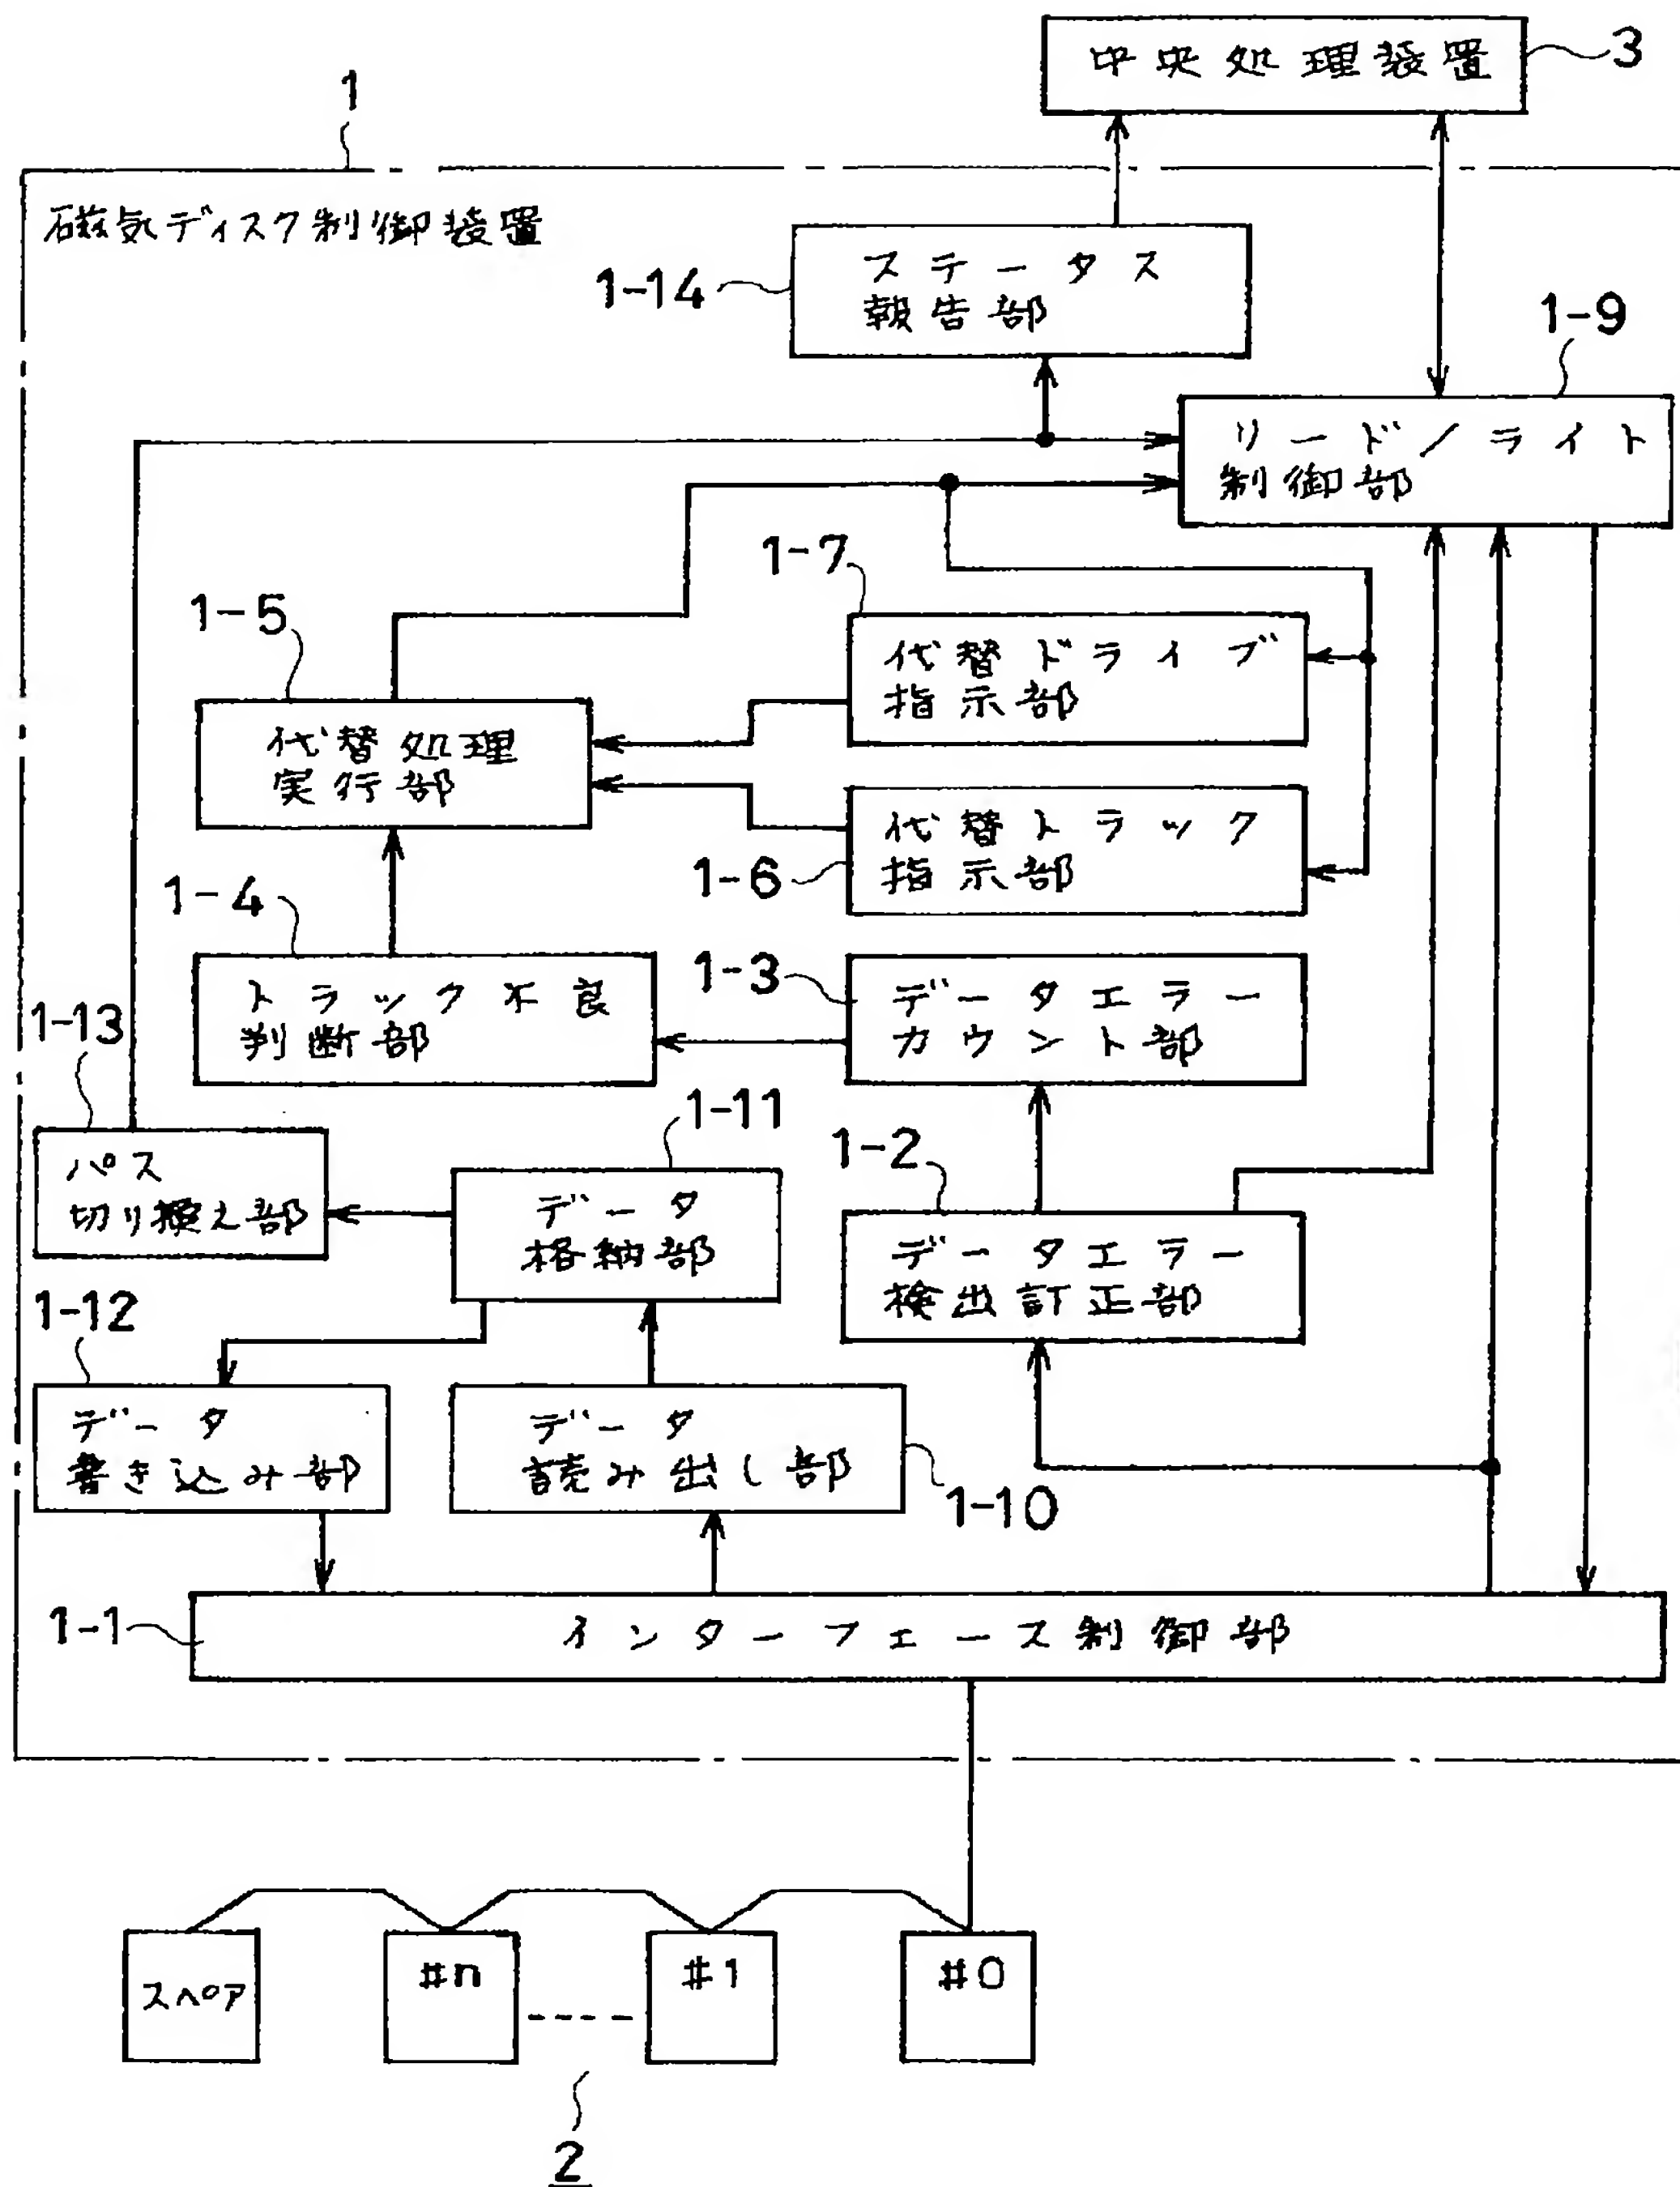 中央処理装置
3
1
磁気ディスク制御装置
ステータス
報告部
1-14
1-9
リード/ライト
制御部
1-7
代替ドライブ
指示部
1-5
代替処理
実行部
代替トラック
指示部
1-6
1-4
トラック不良
判断部
1-3
データエラー
カウント部
1-13
パス
切り換え部
1-11
データ
格納部
1-2
データエラー
検出訂正部
1-12
データ
書き込み部
データ
読み出し部
1-10
1-1
インターフェース制御部
スペア
#n
#1
#0
2